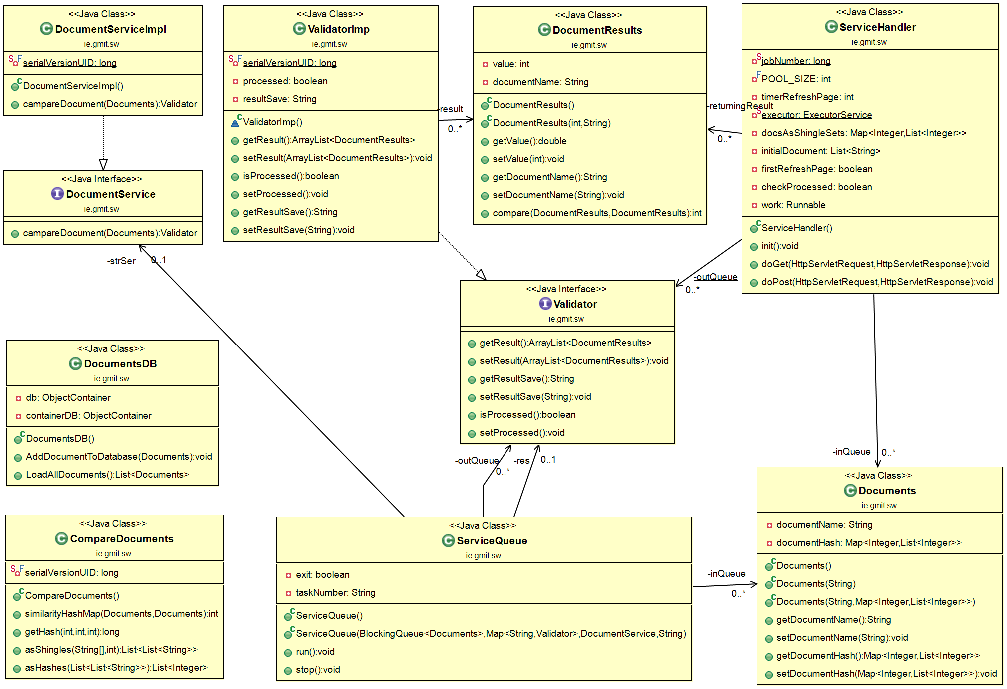 <<Java Class>>
DocumentServiceImpl
ie.gmit.sw
serialVersionUID: long
DocumentServiceImpl()
campareDocument(Documents):Validator
<<Java Class>>
ValidatorImp
ie.gmit.sw
serialVersionUID: long
processed: boolean
resultSave: String
ValidatorImp()
getResult():ArrayList<DocumentResults>
setResult(ArrayList<DocumentResults>):void
isProcessed():boolean
setProcessed():void
getResultSave():String
setResultSave(String):void
-result
0..*
<<Java Class>>
DocumentResults
ie.gmit.sw
value: int
documentName: String
DocumentResults()
DocumentResults(int,String)
getValue():double
setValue(int):void
getDocumentName():String
setDocumentName(String):void
compare(DocumentResults,DocumentResults):int
-returningResult
0..*
<<Java Class>>
ServiceHandler
ie.gmit.sw
jobNumber: long
POOL_SIZE: int
timerRefreshPage: int
executor: ExecutorService
docsAsShingleSets: Map<Integer,List<Integer>>
initialDocument: List<String>
firstRefreshPage: boolean
checkProcessed: boolean
work: Runnable
ServiceHandler()
init():void
doGet(HttpServletRequest,HttpServletResponse):void
doPost(HttpServletRequest,HttpServletResponse):void
<<Java Interface>>
DocumentService
ie.gmit.sw
campareDocument(Documents):Validator
-strSer
0..1
-outQueue
0..*
<<Java Interface>>
Validator
ie.gmit.sw
getResult():ArrayList<DocumentResults>
setResult(ArrayList<DocumentResults>):void
getResultSave():String
setResultSave(String):void
isProcessed():boolean
setProcessed():void
<<Java Class>>
DocumentsDB
ie.gmit.sw
db: ObjectContainer
containerDB: ObjectContainer
DocumentsDB()
AddDocumentToDatabase(Documents):void
LoadAllDocuments():List<Documents>
-outQueue
0..*
-res
0..1
-inQueue
0..*
<<Java Class>>
CompareDocuments
ie.gmit.sw
serialVersionUID: long
CompareDocuments()
similarityHashMap(Documents,Documents):int
getHash(int,int,int):long
asShingles(String[],int):List<List<String>>
asHashes(List<List<String>>):List<Integer>
<<Java Class>>
ServiceQueue
ie.gmit.sw
exit: boolean
taskNumber: String
ServiceQueue()
ServiceQueue(BlockingQueue<Documents>,Map<String,Validator>,DocumentService,String)
run():void
stop():void
-inQueue
0..*
<<Java Class>>
Documents
ie.gmit.sw
documentName: String
documentHash: Map<Integer,List<Integer>>
Documents()
Documents(String)
Documents(String,Map<Integer,List<Integer>>)
getDocumentName():String
setDocumentName(String):void
getDocumentHash():Map<Integer,List<Integer>>
setDocumentHash(Map<Integer,List<Integer>>):void